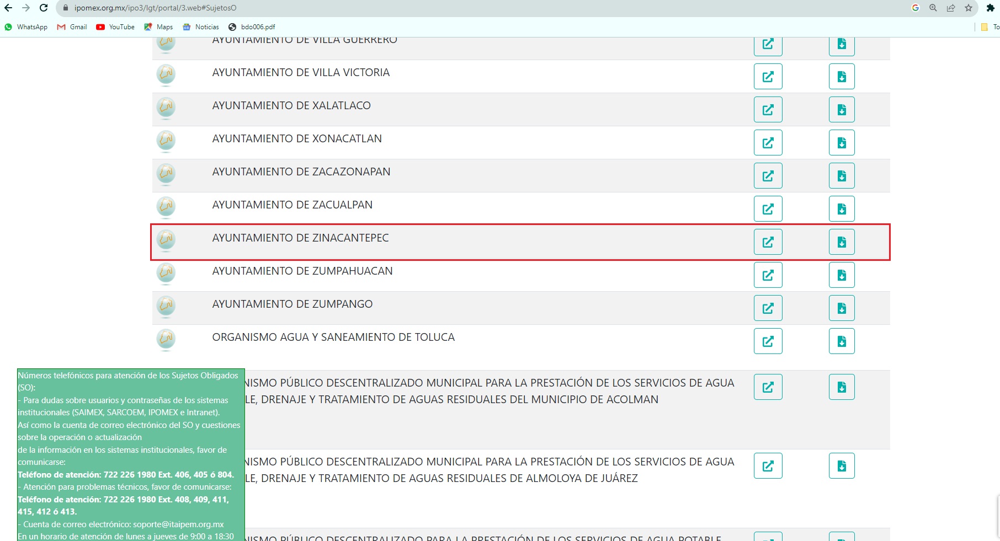 ipomex.org.mx/ipo3/lgt/portal/3.web#SujetosO
WhatsApp Gmail YouTube Maps Noticias bdo006.pdf To
AYUNTAMIENTO DE VILLA GUERRERO
AYUNTAMIENTO DE VILLA VICTORIA
AYUNTAMIENTO DE XALATLACO
AYUNTAMIENTO DE XONACATLAN
AYUNTAMIENTO DE ZACAZONAPAN
AYUNTAMIENTO DE ZACUALPAN
AYUNTAMIENTO DE ZINACANTEPEC
AYUNTAMIENTO DE ZUMPAHUACAN
AYUNTAMIENTO DE ZUMPANGO
ORGANISMO AGUA Y SANEAMIENTO DE TOLUCA
NISMO PÚBLICO DESCENTRALIZADO MUNICIPAL PARA LA PRESTACIÓN DE LOS SERVICIOS DE AGUA
LE, DRENAJE Y TRATAMIENTO DE AGUAS RESIDUALES DEL MUNICIPIO DE ACOLMAN
NISMO PÚBLICO DESCENTRALIZADO MUNICIPAL PARA LA PRESTACIÓN DE LOS SERVICIOS DE AGUA
LE, DRENAJE Y TRATAMIENTO DE AGUAS RESIDUALES DE ALMOLOYA DE JUÁREZ
NISMO PÚBLICO DESCENTRALIZADO PARA LA PRESTACIÓN DE LOS SERVICIOS DE AGUA POTABLE
Números telefónicos para atención de los Sujetos Obligados
(SO):
- Para dudas sobre usuarios y contraseñas de los sistemas
institucionales (SAIMEX, SARCOEM, IPOMEX e Intranet).
Así como la cuenta de correo electrónico del SO y cuestiones
sobre la operación o actualización
de la información en los sistemas institucionales, favor de
comunicarse:
Teléfono de atención: 722 226 1980 Ext. 406, 405 ó 804.
- Atención para problemas técnicos, favor de comunicarse:
Teléfono de atención: 722 226 1980 Ext. 408, 409, 411,
415, 412 ó 413.
- Cuenta de correo electrónico: soporte@itaipem.org.mx
En un horario de atención de lunes a jueves de 9:00 a 18:30